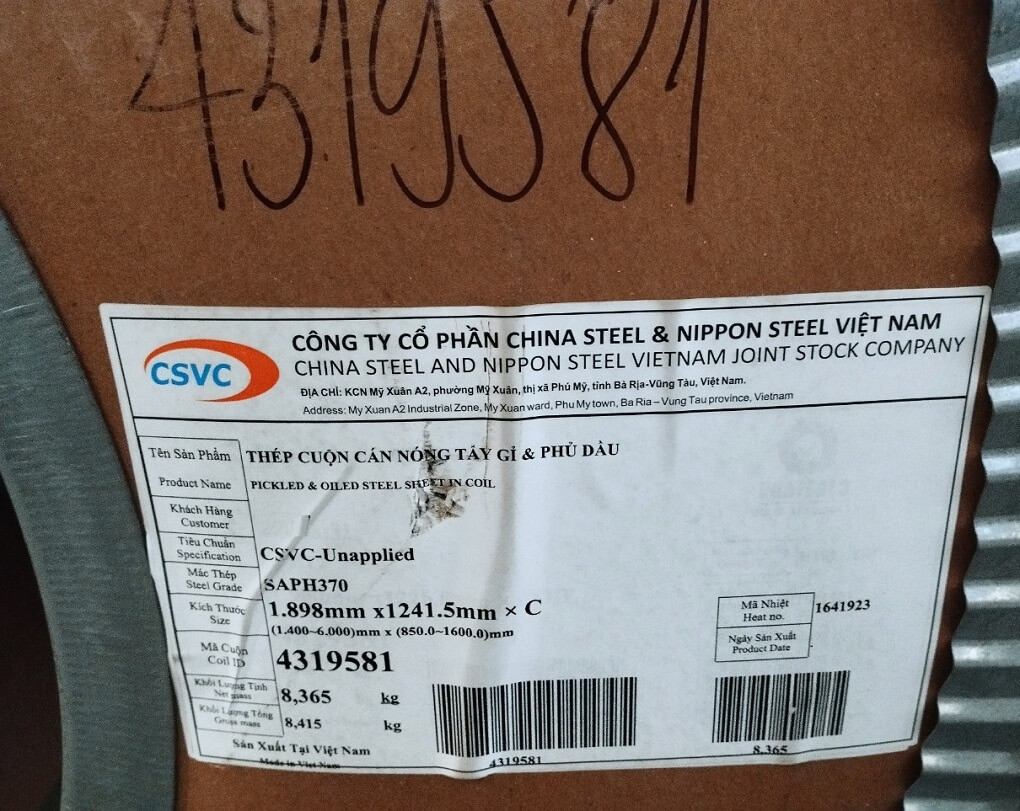 4319581
CSVC
CÔNG TY CỔ PHẦN CHINA STEEL & NIPPON STEEL VIỆT NAM
CHINA STEEL AND NIPPON STEEL VIETNAM JOINT STOCK COMPANY
ĐỊA CHỈ: KCN Mỹ Xuân A2, phường Mỹ Xuân, thị xã Phú Mỹ, tỉnh Bà Rịa-Vũng Tàu, Việt Nam.
Address: My Xuan A2 Industrial Zone, My Xuan ward, Phu My town, Ba Ria – Vung Tau province, Vietnam
Tên Sản Phẩm THÉP CUỘN CÁN NÓNG TẨY GỈ & PHỦ DẦU
Product Name PICKLED & OILED STEEL SHEET IN COIL
Khách Hàng
Customer
Tiêu Chuẩn
Specification CSVC-Unapplied
Mác Thép
Steel Grade SAPH370
Kích Thước
Size 1.898mm x1241.5mm × C
(1.400~6.000)mm x (850.0~1600.0)mm
Mã Nhiệt
Heat no. 1641923
Ngày Sản Xuất
Product Date
Mã Cuộn
Coil ID 4319581
Khối Lượng Tịnh
Net mass 8,365 kg
Khối Lượng Tổng
Gross mass 8,415 kg
Sản Xuất Tại Việt Nam
Made in Viet Nam
4319581
8,365